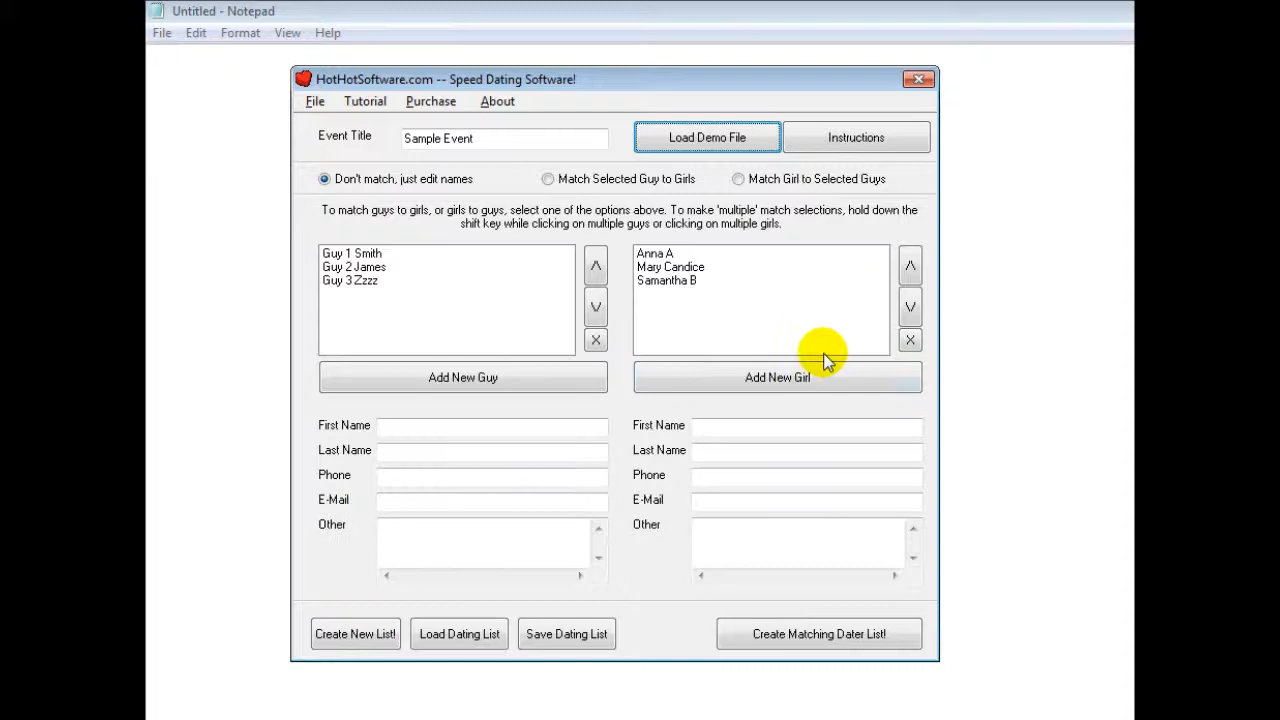 Untitled - Notepad
File Edit Format View Help
HotHotSoftware.com -- Speed Dating Software!
File Tutorial Purchase About
Event Title Sample Event Load Demo File Instructions
Don't match, just edit names Match Selected Guy to Girls Match Girl to Selected Guys
To match guys to girls, or girls to guys, select one of the options above. To make 'multiple' match selections, hold down the
shift key while clicking on multiple guys or clicking on multiple girls.
Guy 1 Smith
Guy 2 James
Guy 3 Zzzz
/\
\/
X
Anna A
Mary Candice
Samantha B
/\
\/
X
Add New Guy Add New Girl
First Name First Name
Last Name Last Name
Phone Phone
E-Mail E-Mail
Other Other
Create New List! Load Dating List Save Dating List Create Matching Dater List!